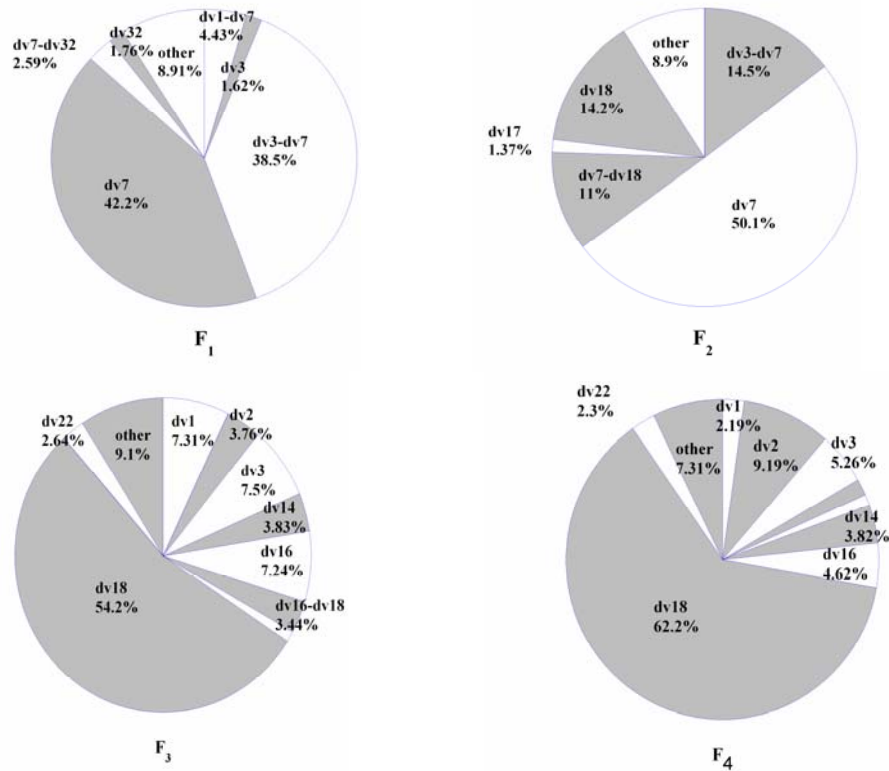 dv1-dv7
4.43%
dv3
1.62%
dv3-dv7
38.5%
dv7
42.2%
dv7-dv32
2.59%
dv32
1.76%
other
8.91%
F1
dv3-dv7
14.5%
dv7
50.1%
dv7-dv18
11%
dv17
1.37%
dv18
14.2%
other
8.9%
F2
dv1
7.31%
dv2
3.76%
dv3
7.5%
dv14
3.83%
dv16
7.24%
dv16-dv18
3.44%
dv18
54.2%
dv22
2.64%
other
9.1%
F3
dv1
2.19%
dv2
9.19%
dv3
5.26%
dv14
3.82%
dv16
4.62%
dv18
62.2%
dv22
2.3%
other
7.31%
F4